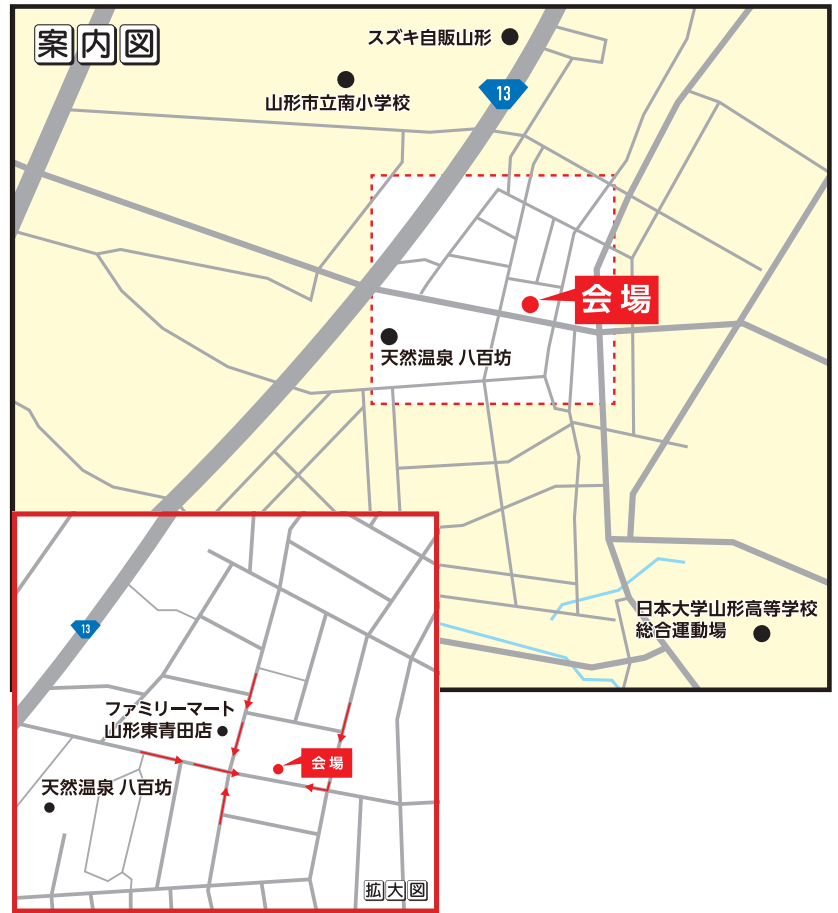 案内図
スズキ自販山形
13
山形市立南小学校
会場
天然温泉 八百坊
日本大学山形高等学校
総合運動場
13
ファミリーマート
山形東青田店
会場
天然温泉 八百坊
拡大図